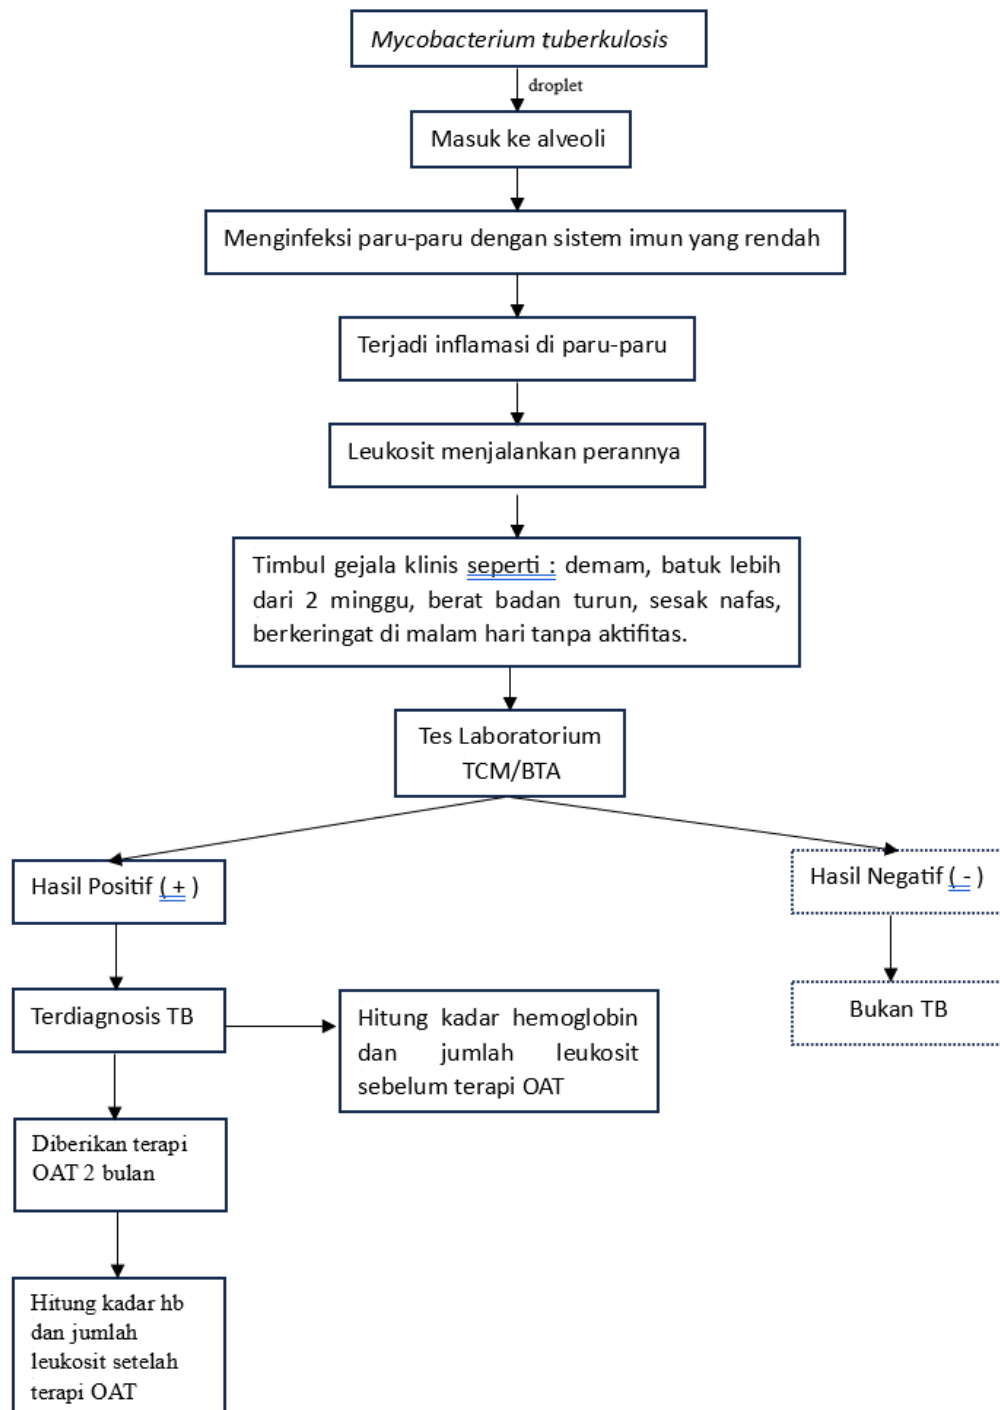 Mycobacterium tuberkulosis
droplet
Masuk ke alveoli
Menginfeksi paru-paru dengan sistem imun yang rendah
Terjadi inflamasi di paru-paru
Leukosit menjalankan perannya
Timbul gejala klinis seperti : demam, batuk lebih
dari 2 minggu, berat badan turun, sesak nafas,
berkeringat di malam hari tanpa aktifitas.
Tes Laboratorium
TCM/BTA
Hasil Positif ( + )
Hasil Negatif ( - )
Terdiagnosis TB
Hitung kadar hemoglobin
dan jumlah leukosit
sebelum terapi OAT
Bukan TB
Diberikan terapi
OAT 2 bulan
Hitung kadar hb
dan jumlah
leukosit setelah
terapi OAT